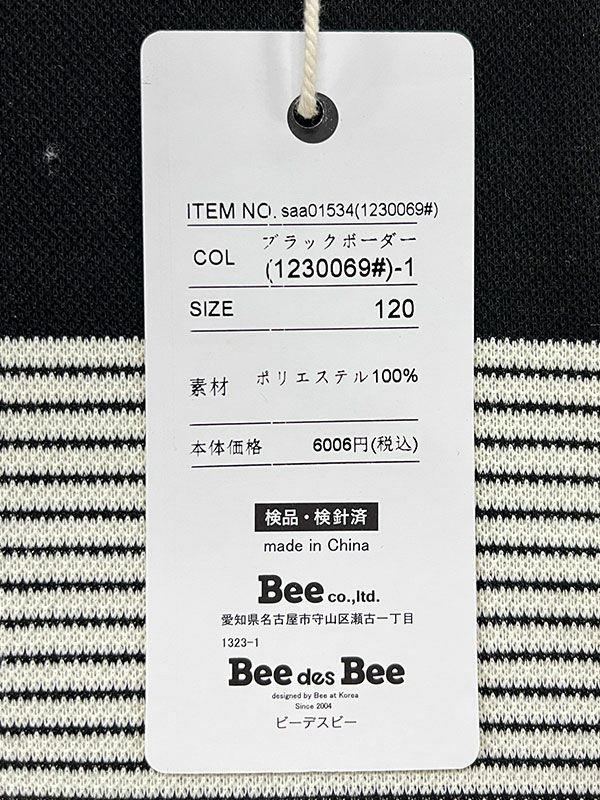 ITEM NO. saa01534(1230069#)
COL ブラックボーダー
(1230069#)-1
SIZE 120
素材 ポリエステル100%
本体価格 6006円(税込)
検品・検針済
made in China
Bee co.,ltd.
愛知県名古屋市守山区瀬古一丁目
1323-1
Bee des Bee
designed by Bee at Korea
Since 2004
ビーデスビー